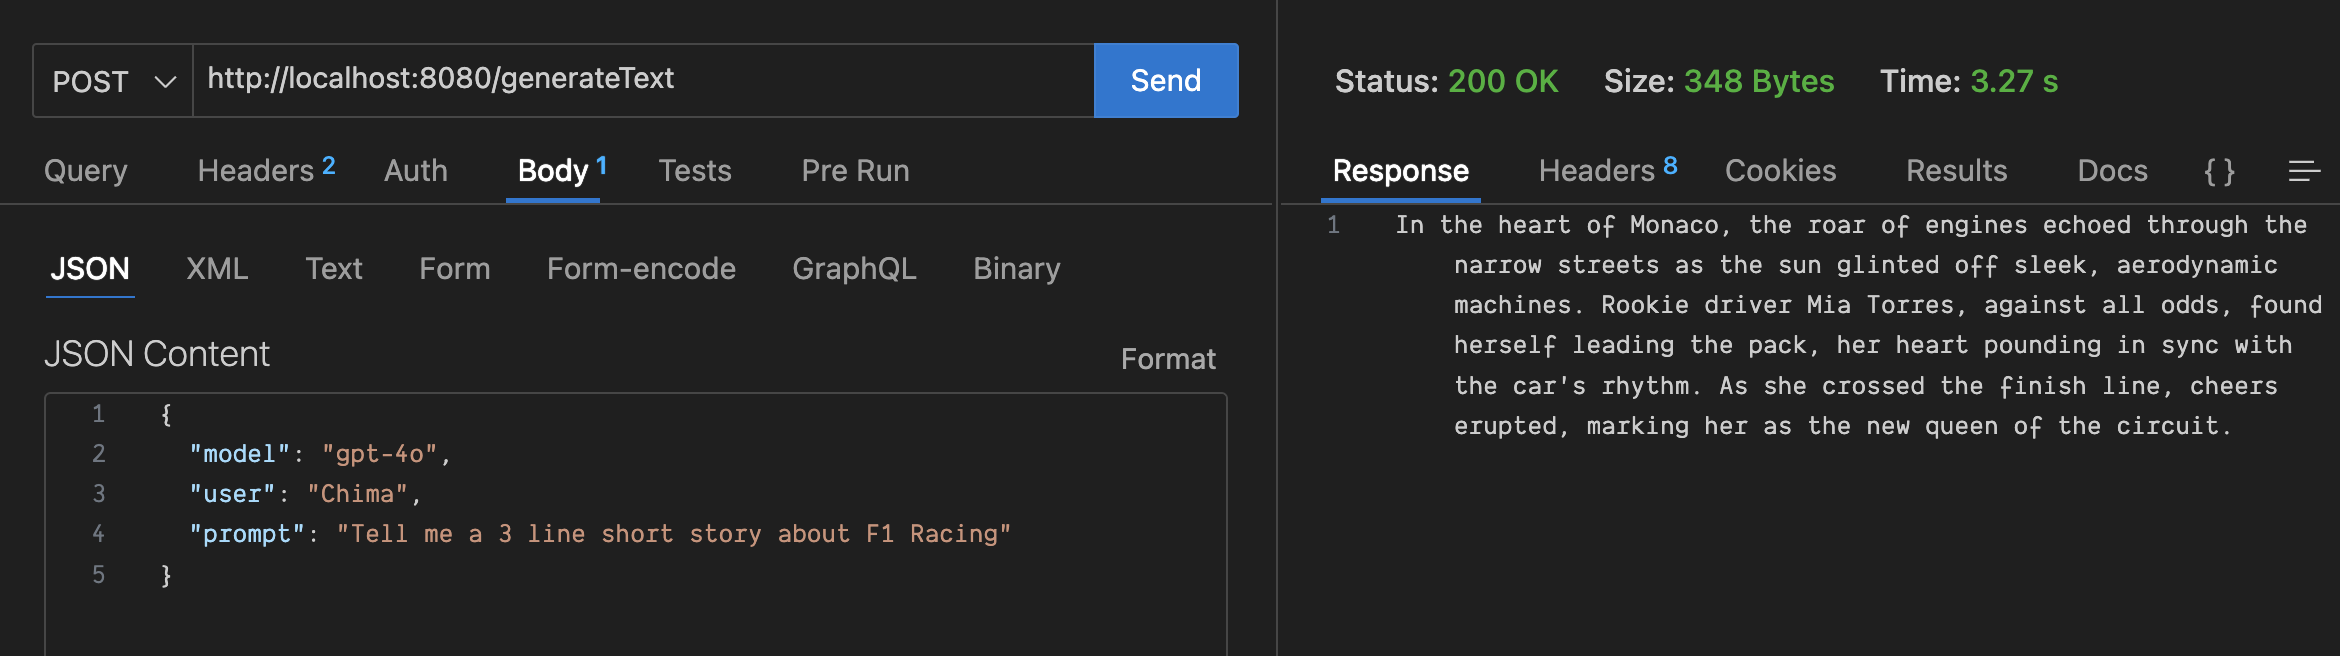 POST http://localhost:8080/generateText Send
Query Headers 2 Auth Body 1 Tests Pre Run
JSON XML Text Form Form-encode GraphQL Binary
JSON Content Format
1 {
2 "model": "gpt-4o",
3 "user": "Chima",
4 "prompt": "Tell me a 3 line short story about F1 Racing"
5 }
Status: 200 OK Size: 348 Bytes Time: 3.27 s
Response Headers 8 Cookies Results Docs { }
1 In the heart of Monaco, the roar of engines echoed through the
narrow streets as the sun glinted off sleek, aerodynamic
machines. Rookie driver Mia Torres, against all odds, found
herself leading the pack, her heart pounding in sync with
the car's rhythm. As she crossed the finish line, cheers
erupted, marking her as the new queen of the circuit.